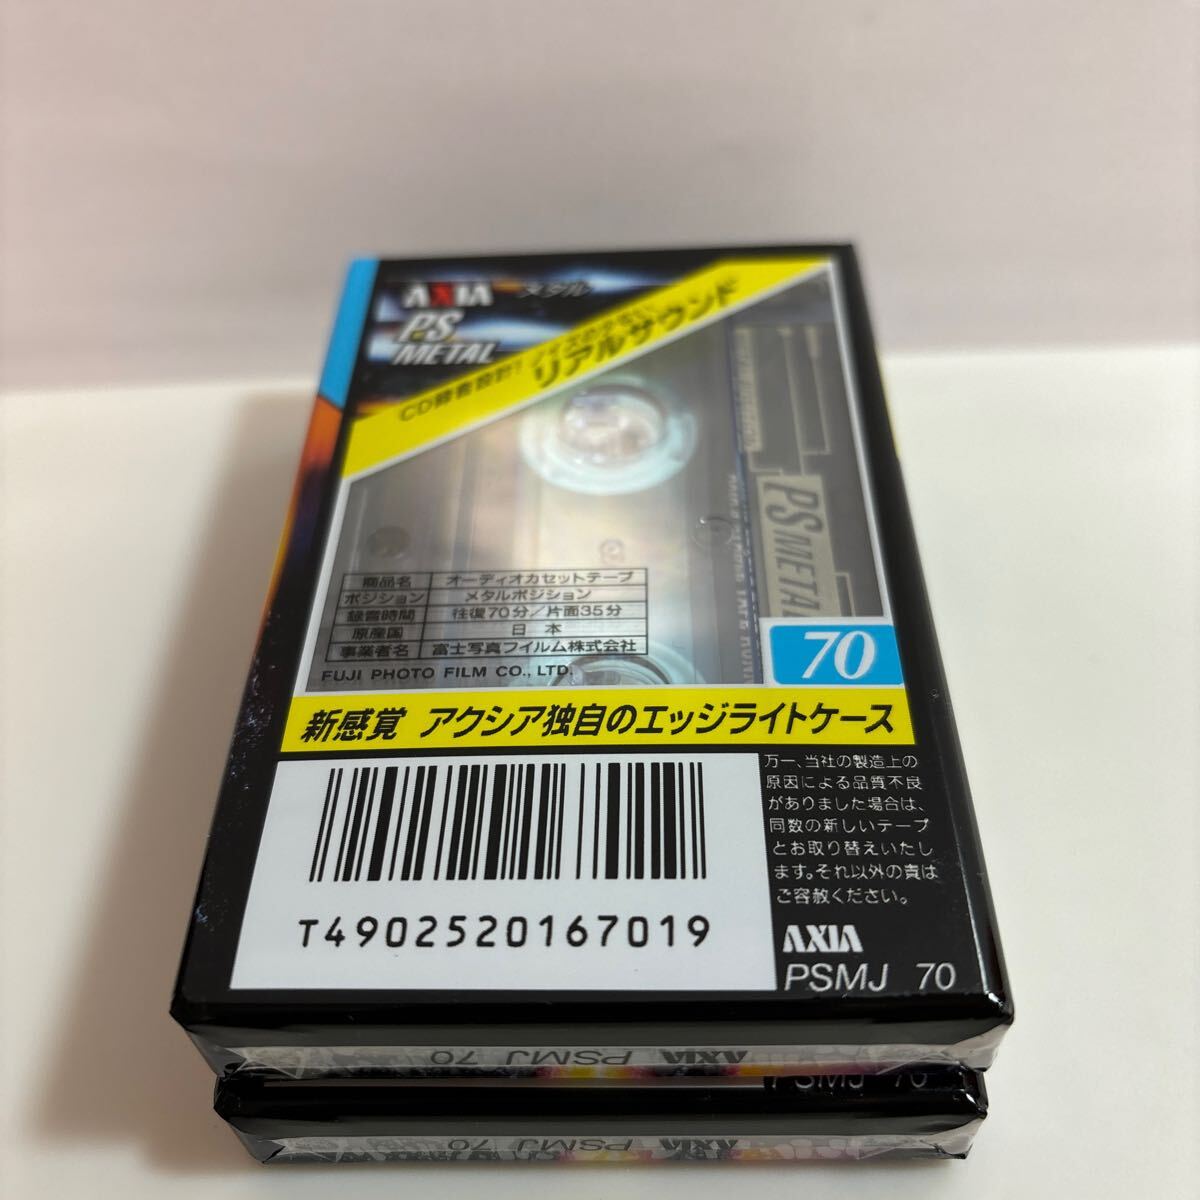 AXIA メタル
PS
METAL
CD録音設計!
リアルサウンド
PS METAL
商品名 オーディオカセットテープ
ポジション メタルポジション
録音時間 往復70分/片面35分
原産国 日本
事業者名 富士写真フイルム株式会社
FUJI PHOTO FILM CO., LTD.
70
新感覚 アクシア独自のエッジライトケース
万一、当社の製造上の
原因による品質不良
がありました場合は、
同数の新しいテープ
とお取り替えいたし
ます。それ以外の責は
ご容赦ください。
T4902520167019
AXIA
PSMJ 70
AXIA PSMJ 70
PSMJ 70
AXIA PSMJ 70